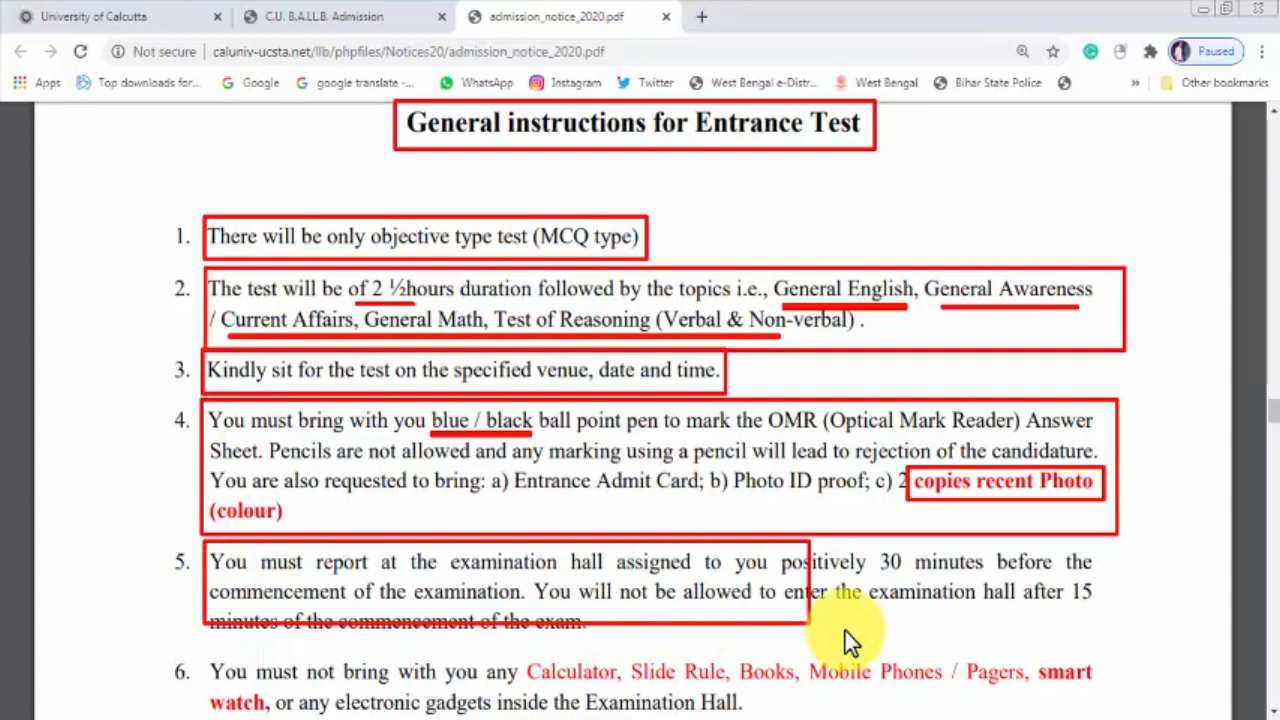 University of Calcutta
C.U. B.A.LL.B. Admission
admission_notice_2020.pdf
Not secure | caluniv-ucsta.net/llb/phpfiles/Notices20/admission_notice_2020.pdf
Paused
Apps
Top downloads for...
Google
google translate -...
WhatsApp
Instagram
Twitter
West Bengal e-Distr...
West Bengal
Bihar State Police
»
Other bookmarks
General instructions for Entrance Test
1. There will be only objective type test (MCQ type)
2. The test will be of 2 ½hours duration followed by the topics i.e., General English, General Awareness
/ Current Affairs, General Math, Test of Reasoning (Verbal & Non-verbal) .
3. Kindly sit for the test on the specified venue, date and time.
4. You must bring with you blue / black ball point pen to mark the OMR (Optical Mark Reader) Answer
Sheet. Pencils are not allowed and any marking using a pencil will lead to rejection of the candidature.
You are also requested to bring: a) Entrance Admit Card; b) Photo ID proof; c) 2 copies recent Photo
(colour)
5. You must report at the examination hall assigned to you positively 30 minutes before the
commencement of the examination. You will not be allowed to enter the examination hall after 15
minutes of the commencement of the exam.
6. You must not bring with you any Calculator, Slide Rule, Books, Mobile Phones / Pagers, smart
watch, or any electronic gadgets inside the Examination Hall.